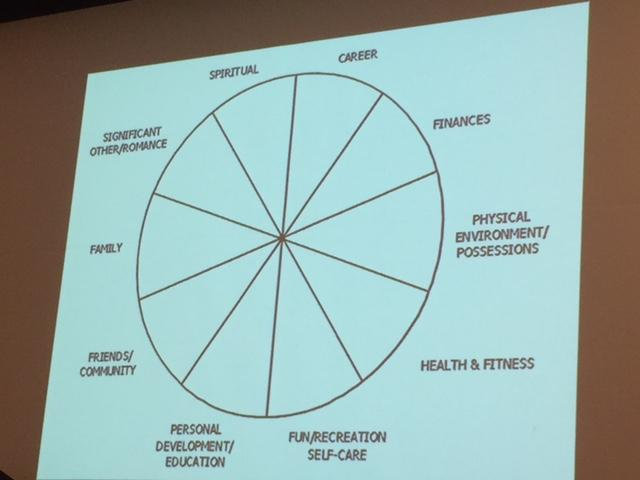 SPIRITUAL
CAREER
FINANCES
PHYSICAL
ENVIRONMENT/
POSSESSIONS
HEALTH & FITNESS
FUN/RECREATION
SELF-CARE
PERSONAL
DEVELOPMENT/
EDUCATION
FRIENDS/
COMMUNITY
FAMILY
SIGNIFICANT
OTHER/ROMANCE